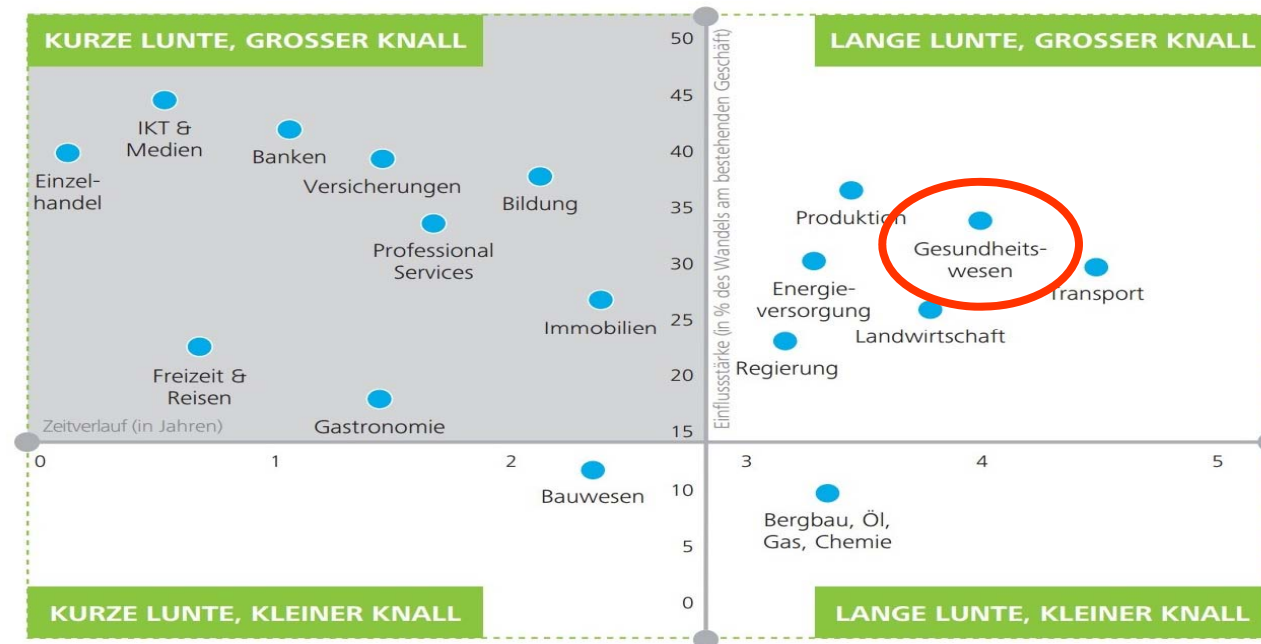 KURZE LUNTE, GROSSER KNALL
LANGE LUNTE, GROSSER KNALL
IKT &
Medien
Einzel-
handel
Banken
Versicherungen
Bildung
Professional
Services
Immobilien
Freizeit &
Reisen
Gastronomie
Zeitverlauf (in Jahren)
50
45
40
35
30
25
20
15
10
5
0
Einflussstärke (in % des Wandels am bestehenden Geschäft)
Produktion
Gesundheits-
wesen
Energie-
versorgung
Transport
Landwirtschaft
Regierung
0
1
2
3
4
5
Bauwesen
Bergbau, Öl,
Gas, Chemie
KURZE LUNTE, KLEINER KNALL
LANGE LUNTE, KLEINER KNALL